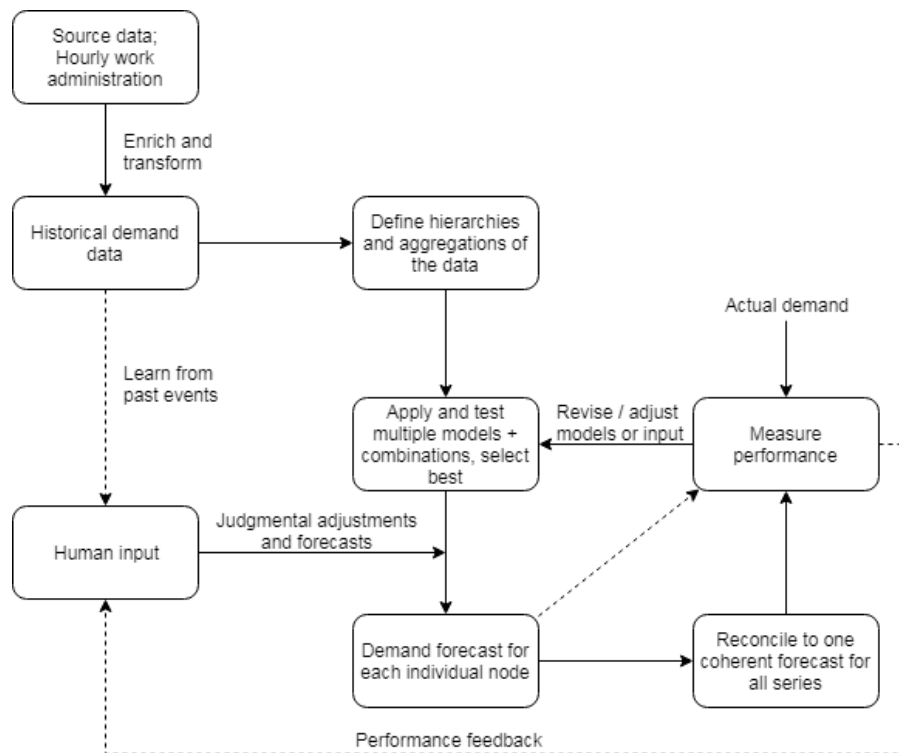 Source data;
Hourly work
administration
Enrich and
transform
Historical demand
data
Define hierarchies
and aggregations of
the data
Actual demand
Learn from
past events
Apply and test
multiple models +
combinations, select
best
Revise / adjust
models or input
Measure
performance
Human input
Judgmental adjustments
and forecasts
Demand forecast for
each individual node
Reconcile to one
coherent forecast for
all series
Performance feedback